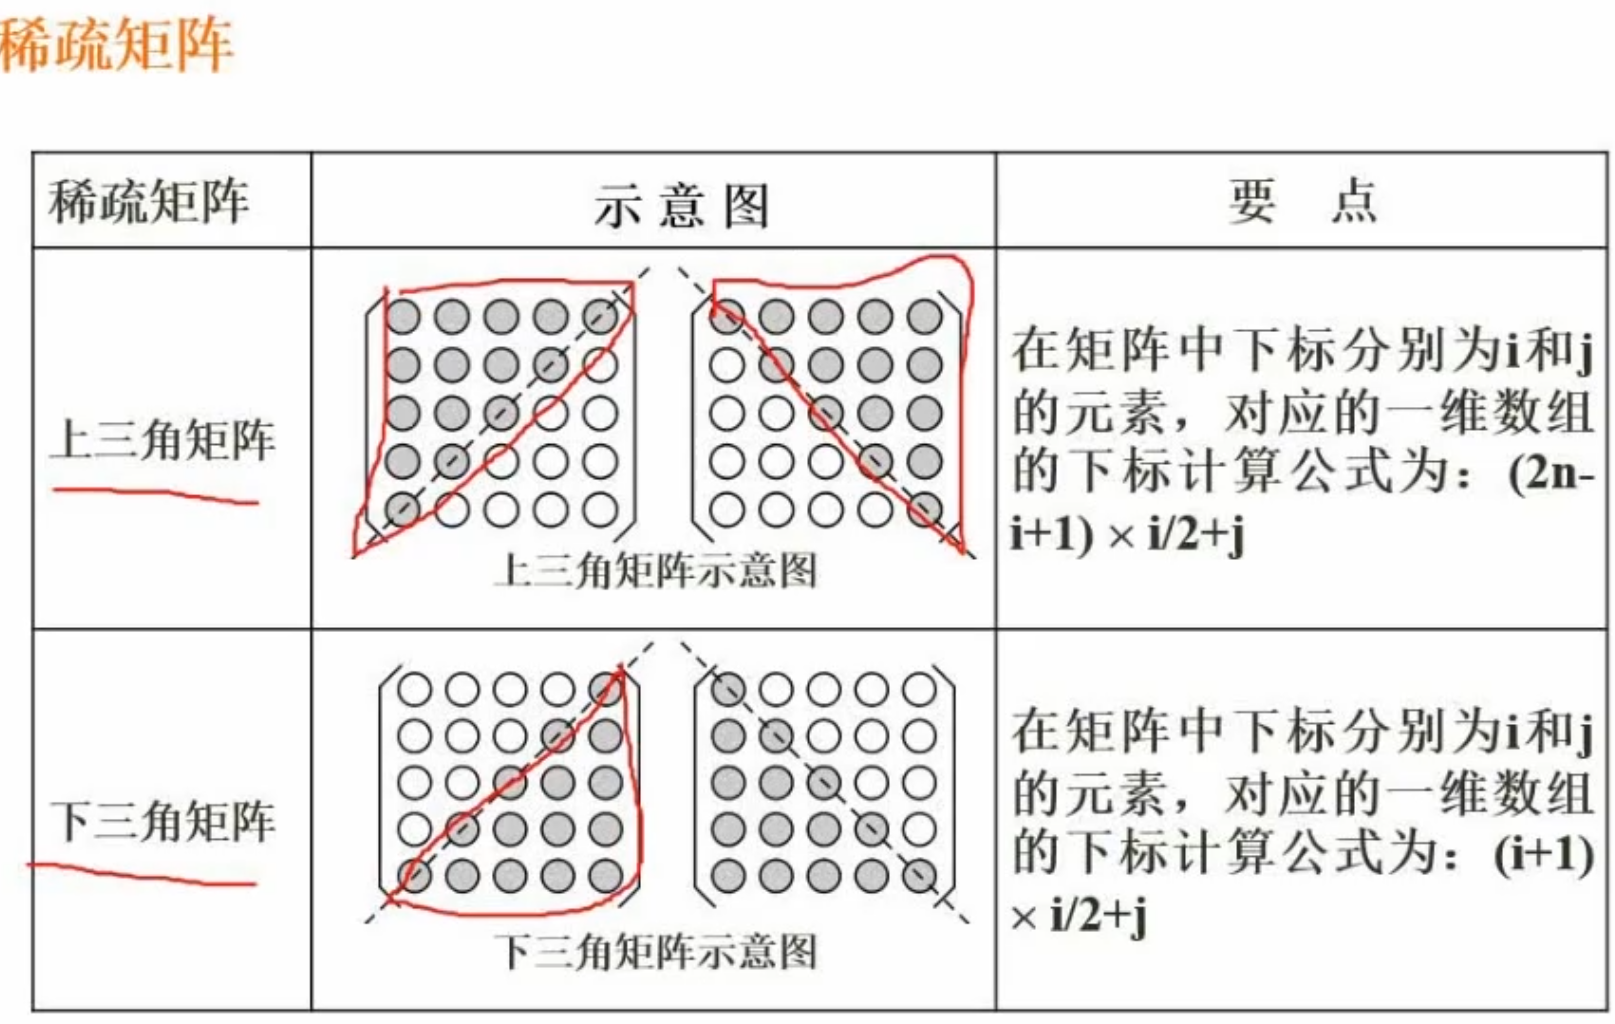 稀疏矩阵
稀疏矩阵
示意图
要 点
上三角矩阵
上三角矩阵示意图
在矩阵中下标分别为i和j
的元素，对应的一维数组
的下标计算公式为：(2n-
i+1) × i/2+j
下三角矩阵
下三角矩阵示意图
在矩阵中下标分别为i和j
的元素，对应的一维数组
的下标计算公式为：(i+1)
× i/2+j